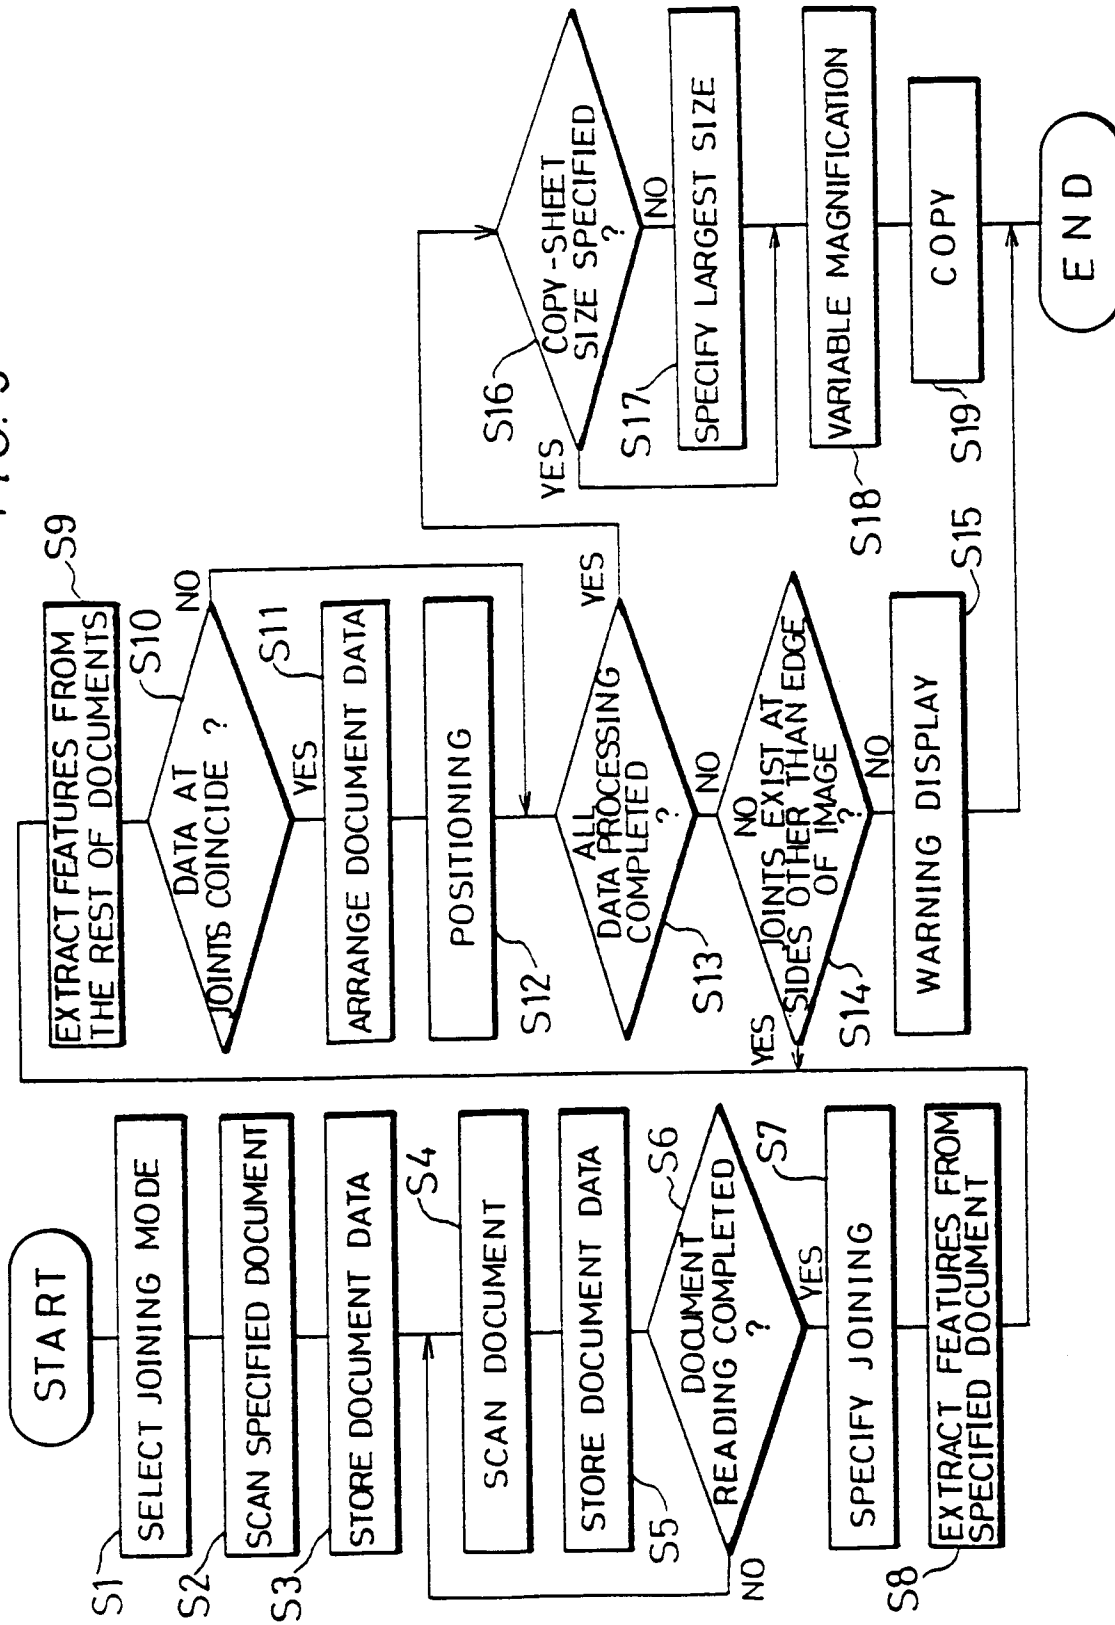 START
S1
SELECT JOINING MODE
S2
SCAN SPECIFIED DOCUMENT
S3
STORE DOCUMENT DATA
S4
SCAN DOCUMENT
STORE DOCUMENT DATA
S5
S6
DOCUMENT
READING COMPLETED
?
NO
YES
S7
SPECIFY JOINING
S8
EXTRACT FEATURES FROM
SPECIFIED DOCUMENT
S9
EXTRACT FEATURES FROM
THE REST OF DOCUMENTS
S10
DATA AT
JOINTS COINCIDE ?
NO
YES
S11
ARRANGE DOCUMENT DATA
POSITIONING
S12
ALL
DATA PROCESSING
COMPLETED
?
YES
S13
NO
NO
JOINTS EXIST AT
SIDES OTHER THAN EDGE
OF IMAGE
?
YES
S14
NO
WARNING DISPLAY
S15
S16
COPY-SHEET
SIZE SPECIFIED
?
YES
NO
S17
SPECIFY LARGEST SIZE
VARIABLE MAGNIFICATION
S18
COPY
S19
END